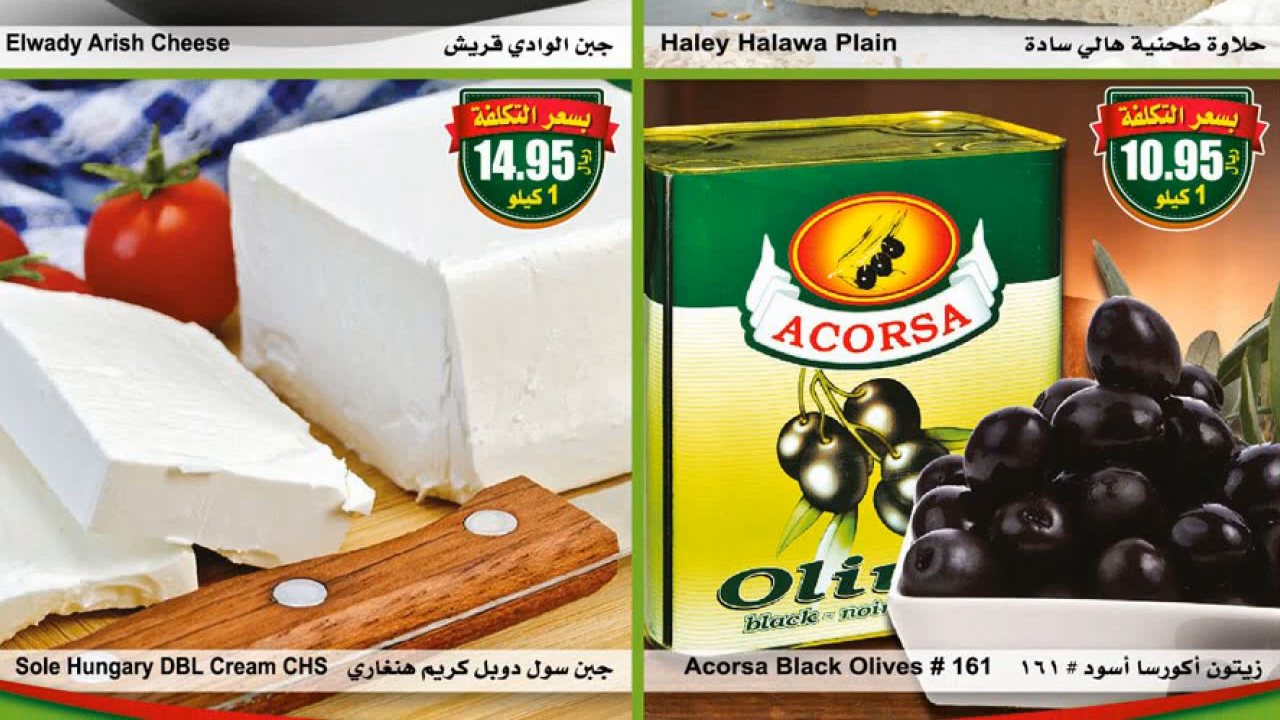 Elwady Arish Cheese جبن الوادي قريش
Haley Halawa Plain حلاوة طحنية هالي سادة
بسعر التكلفة
14.95 ريال
1 كيلو
Sole Hungary DBL Cream CHS جبن سول دوبل كريم هنغاري
بسعر التكلفة
10.95 ريال
1 كيلو
ACORSA
black - noir
Acorsa Black Olives # 161 زيتون أكورسا أسود # ١٦١